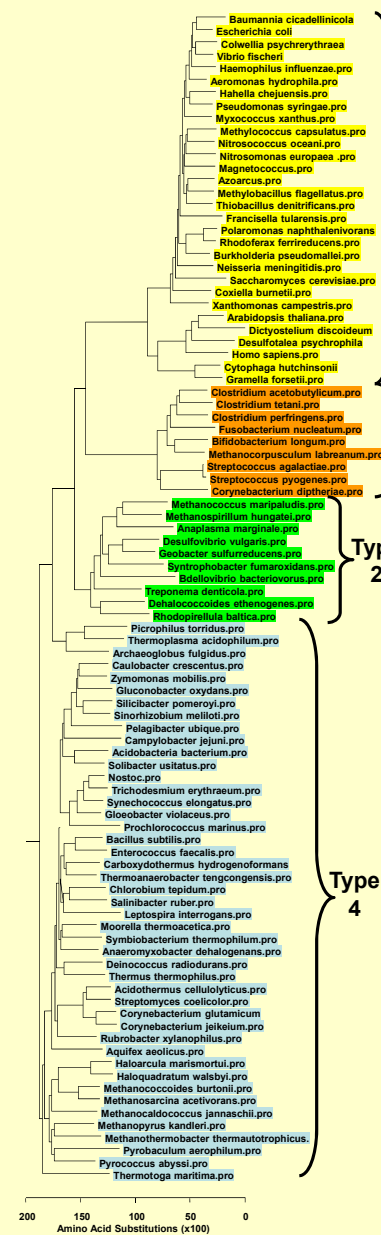 Baumannia cicadellinicola
Escherichia coli
Colwellia psychrerythraea
Vibrio fischeri
Haemophilus influenzae.pro
Aeromonas hydrophila.pro
Hahella chejuensis.pro
Pseudomonas syringae.pro
Myxococcus xanthus.pro
Methylococcus capsulatus.pro
Nitrosococcus oceani.pro
Nitrosomonas europaea .pro
Magnetococcus.pro
Azoarcus.pro
Methylobacillus flagellatus.pro
Thiobacillus denitrificans.pro
Francisella tularensis.pro
Polaromonas naphthalenivorans
Rhodoferax ferrireducens.pro
Burkholderia pseudomallei.pro
Neisseria meningitidis.pro
Saccharomyces cerevisiae.pro
Coxiella burnetii.pro
Xanthomonas campestris.pro
Arabidopsis thaliana.pro
Dictyostelium discoideum
Desulfotalea psychrophila
Homo sapiens.pro
Cytophaga hutchinsonii
Gramella forsetii.pro
Clostridium acetobutylicum.pro
Clostridium tetani.pro
Clostridium perfringens.pro
Fusobacterium nucleatum.pro
Bifidobacterium longum.pro
Methanocorpusculum labreanum.pro
Streptococcus agalactiae.pro
Streptococcus pyogenes.pro
Corynebacterium diptheriae.pro
Methanococcus maripaludis.pro
Methanospirillum hungatei.pro
Anaplasma marginale.pro
Desulfovibrio vulgaris.pro
Geobacter sulfurreducens.pro
Syntrophobacter fumaroxidans.pro
Bdellovibrio bacteriovorus.pro
Treponema denticola.pro
Dehalococcoides ethenogenes.pro
Rhodopirellula baltica.pro
Typ
2
Picrophilus torridus.pro
Thermoplasma acidophilum.pro
Archaeoglobus fulgidus.pro
Caulobacter crescentus.pro
Zymomonas mobilis.pro
Gluconobacter oxydans.pro
Silicibacter pomeroyi.pro
Sinorhizobium meliloti.pro
Pelagibacter ubique.pro
Campylobacter jejuni.pro
Acidobacteria bacterium.pro
Solibacter usitatus.pro
Nostoc.pro
Trichodesmium erythraeum.pro
Synechococcus elongatus.pro
Gloeobacter violaceus.pro
Prochlorococcus marinus.pro
Bacillus subtilis.pro
Enterococcus faecalis.pro
Carboxydothermus hydrogenoformans
Thermoanaerobacter tengcongensis.pro
Chlorobium tepidum.pro
Salinibacter ruber.pro
Leptospira interrogans.pro
Moorella thermoacetica.pro
Symbiobacterium thermophilum.pro
Anaeromyxobacter dehalogenans.pro
Deinococcus radiodurans.pro
Thermus thermophilus.pro
Acidothermus cellulolyticus.pro
Streptomyces coelicolor.pro
Corynebacterium glutamicum
Corynebacterium jeikeium.pro
Rubrobacter xylanophilus.pro
Aquifex aeolicus.pro
Haloarcula marismortui.pro
Haloquadratum walsbyi.pro
Methanococcoides burtonii.pro
Methanosarcina acetivorans.pro
Methanocaldococcus jannaschii.pro
Methanopyrus kandleri.pro
Methanothermobacter thermautotrophicus.
Pyrobaculum aerophilum.pro
Pyrococcus abyssi.pro
Thermotoga maritima.pro
Type
4
200 150 100 50 0
Amino Acid Substitutions (x100)